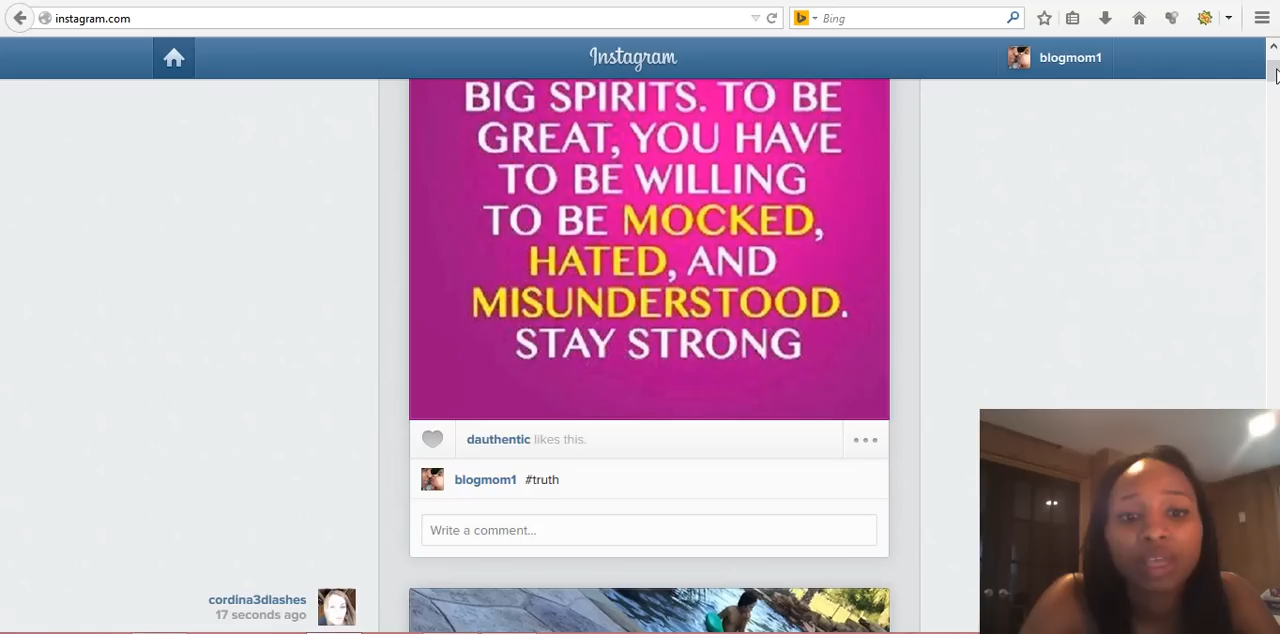 instagram.com
Bing
Instagram
blogmom1
BIG SPIRITS. TO BE
GREAT, YOU HAVE
TO BE WILLING
TO BE MOCKED,
HATED, AND
MISUNDERSTOOD.
STAY STRONG
dauthentic likes this.
blogmom1 #truth
Write a comment...
cordina3dlashes
17 seconds ago